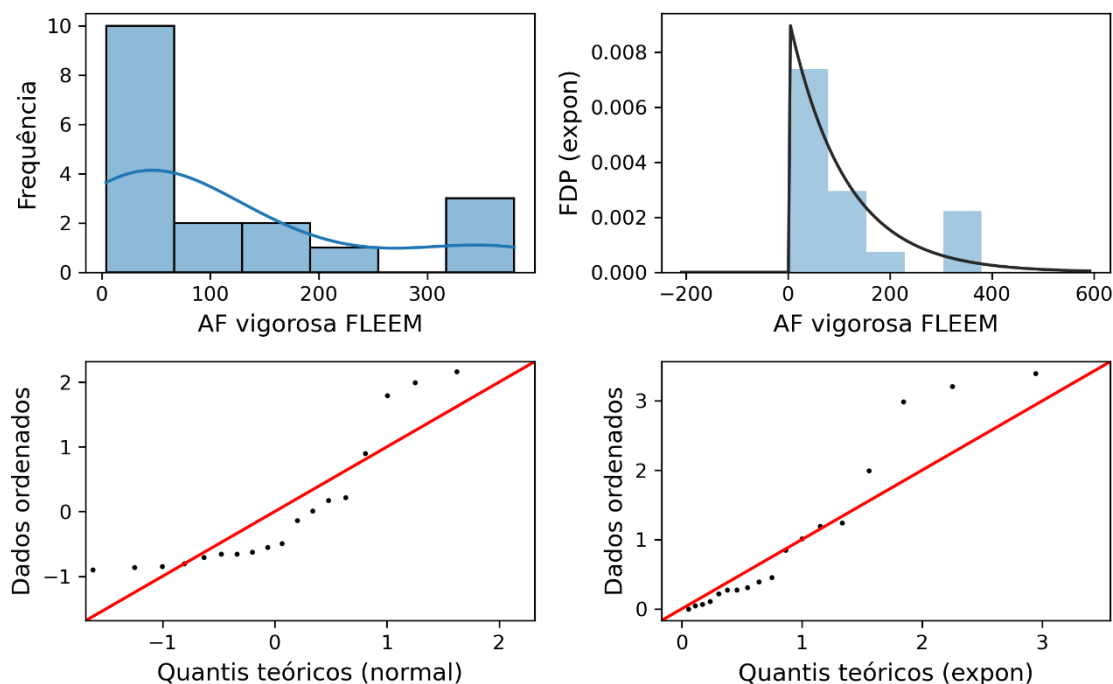 10
8
6
4
2
0
Frequência
0 100 200 300
AF vigorosa FLEEM
0.008
0.006
0.004
0.002
0.000
FDP (expon)
−200 0 200 400 600
AF vigorosa FLEEM
2
1
0
−1
Dados ordenados
−1 0 1 2
Quantis teóricos (normal)
3
2
1
0
Dados ordenados
0 1 2 3
Quantis teóricos (expon)